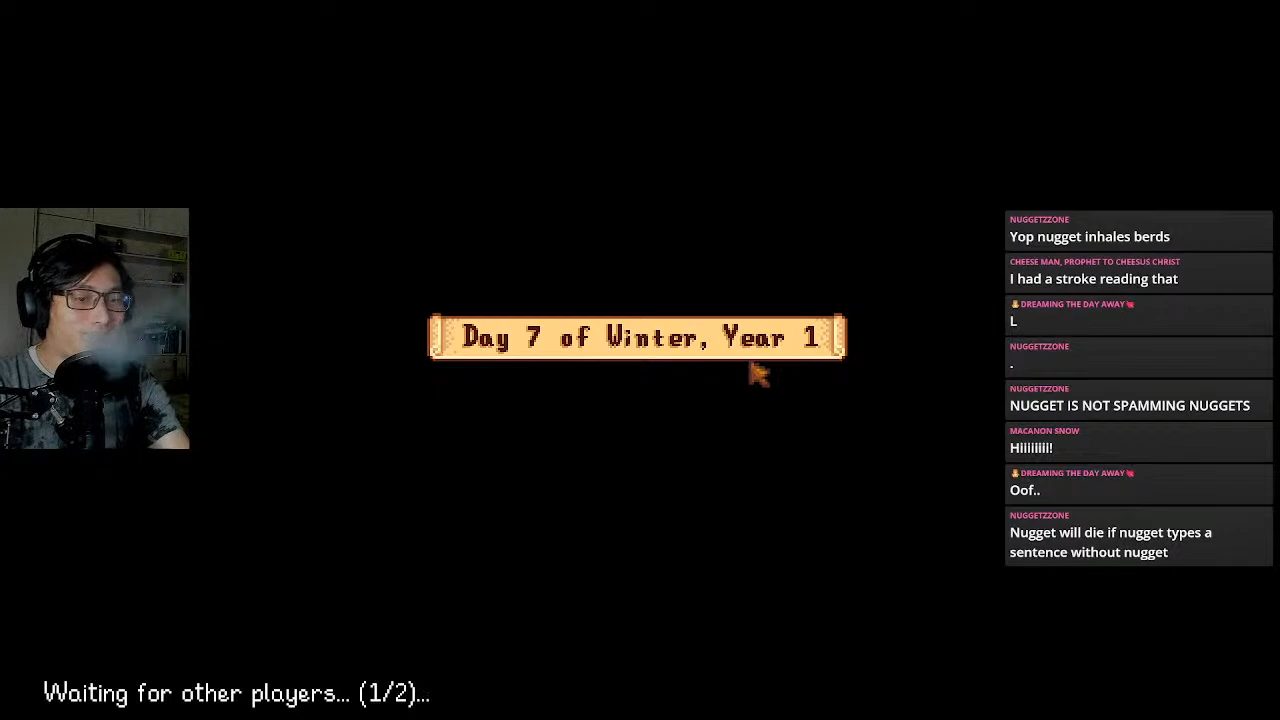 Day 7 of Winter, Year 1
NUGGETZZONE
Yop nugget inhales berds
CHEESE MAN, PROPHET TO CHEESUS CHRIST
I had a stroke reading that
DREAMING THE DAY AWAY
L
NUGGETZZONE
.
NUGGETZZONE
NUGGET IS NOT SPAMMING NUGGETS
MACANON SNOW
Hiiiiiiii!
DREAMING THE DAY AWAY
Oof..
NUGGETZZONE
Nugget will die if nugget types a
sentence without nugget
Waiting for other players... (1/2)...